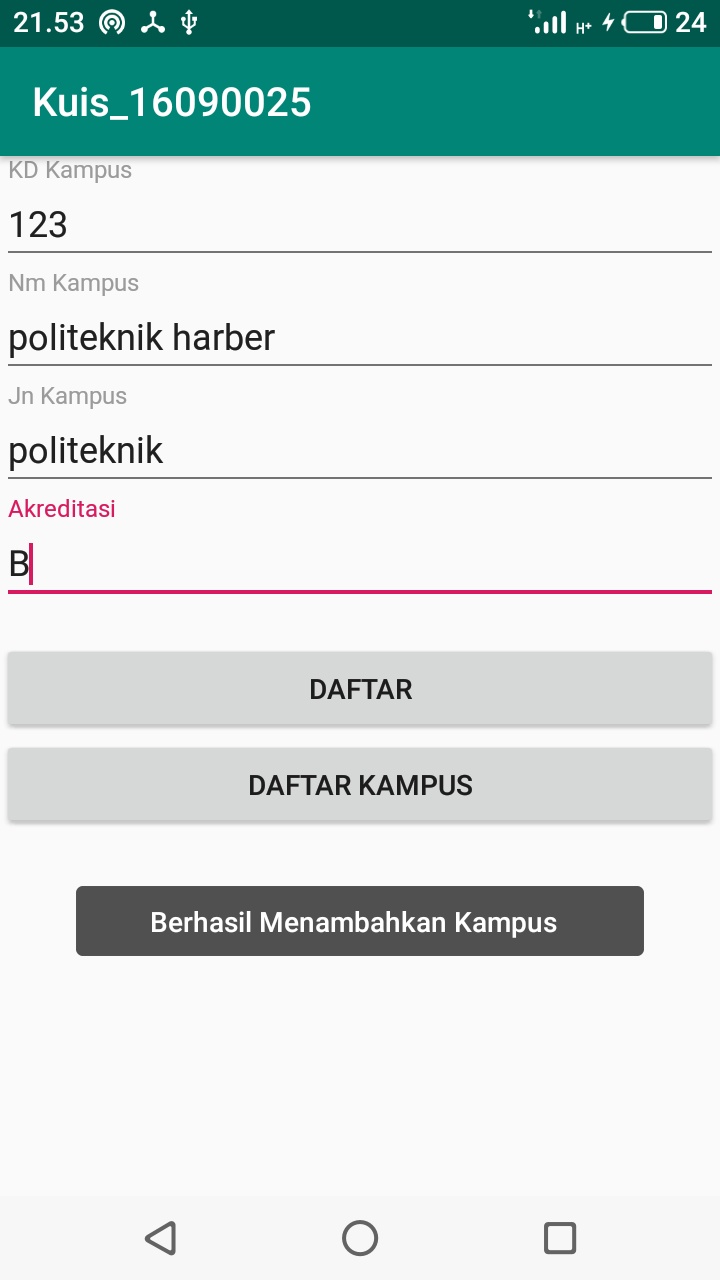 21.53 H+ 24
Kuis_16090025
KD Kampus
123
Nm Kampus
politeknik harber
Jn Kampus
politeknik
Akreditasi
B
DAFTAR
DAFTAR KAMPUS
Berhasil Menambahkan Kampus